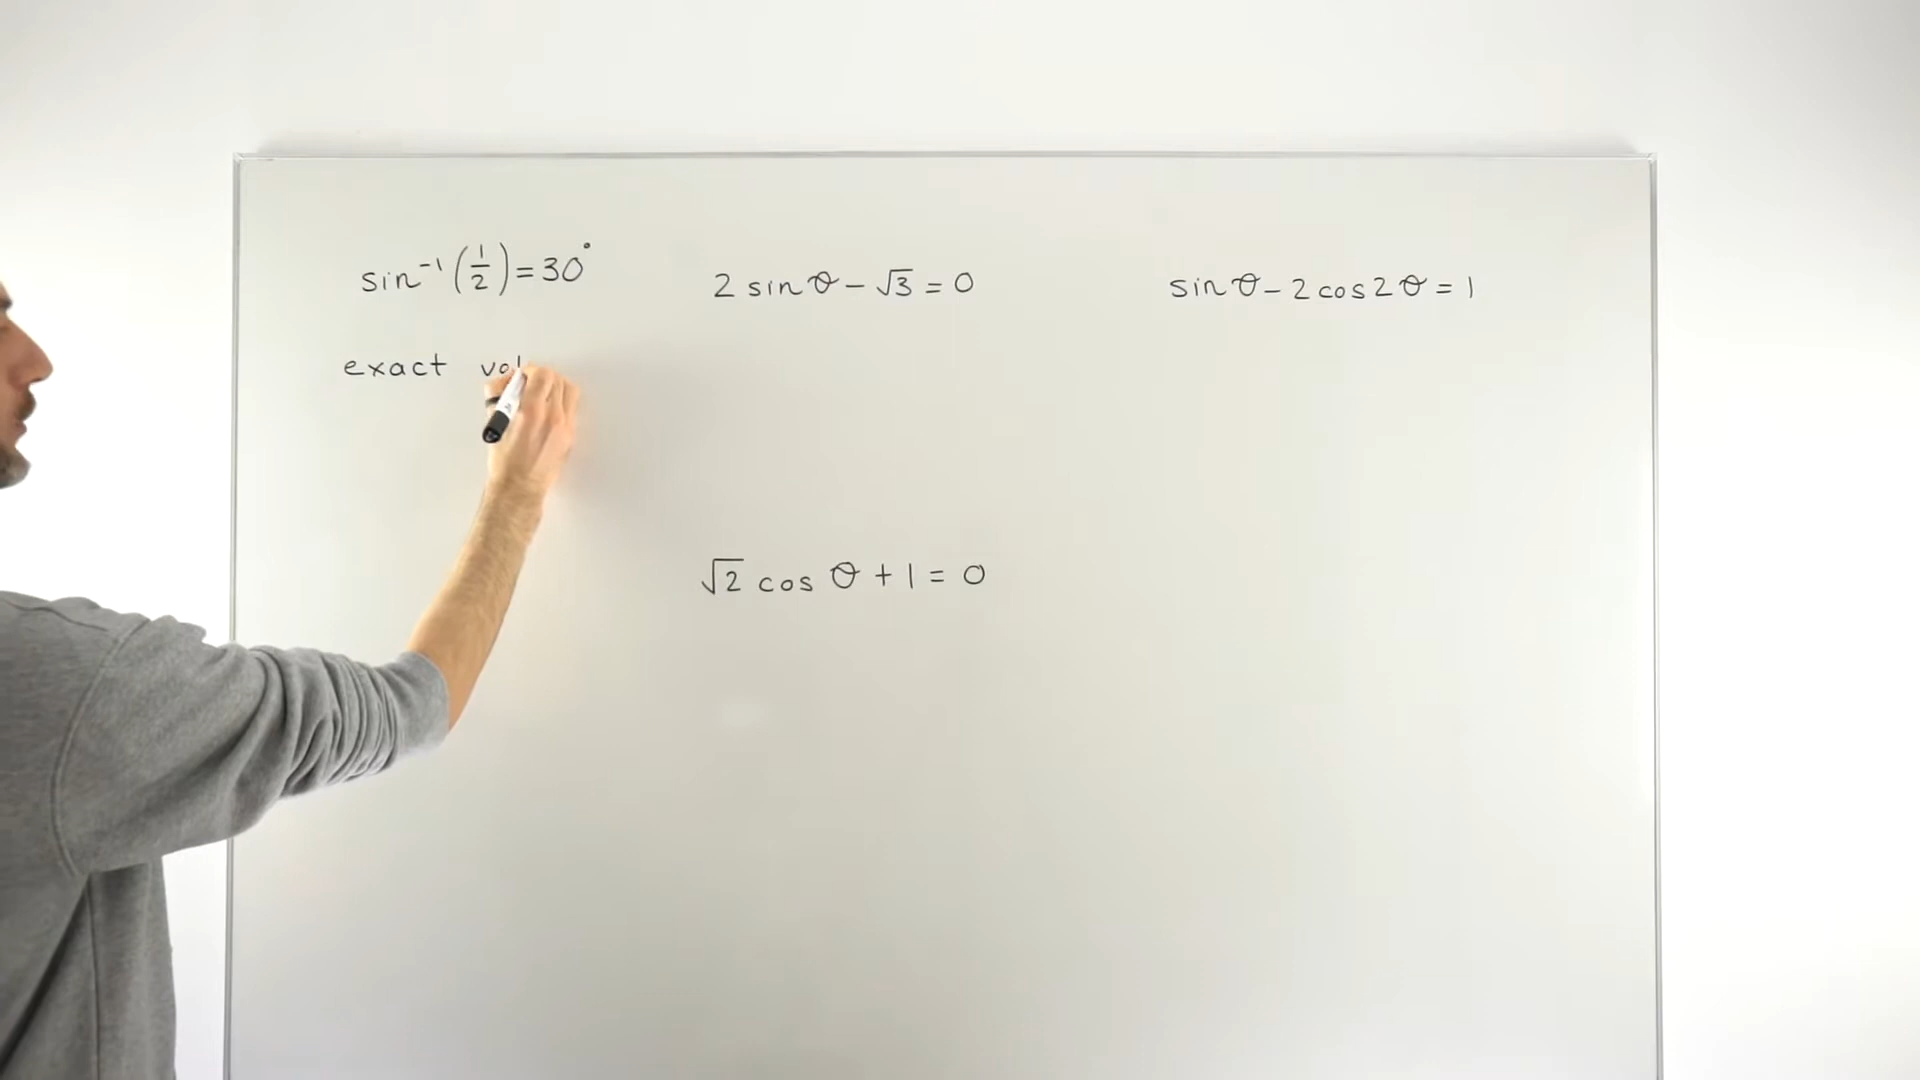 sin⁻¹(1/2)=30°
2 sin θ − √3 = 0
sin θ − 2 cos 2θ = 1
exact val
√2 cos θ + 1 = 0